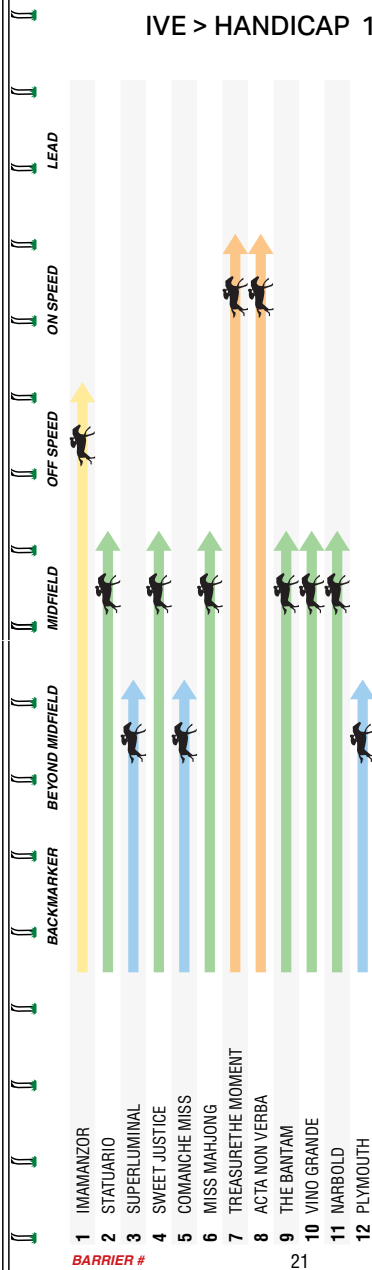 IVE > HANDICAP 1
LEAD
ON SPEED
OFF SPEED
MIDFIELD
BEYOND MIDFIELD
BACKMARKER
1 IMAMANZOR
2 STATUARIO
3 SUPERLUMINAL
4 SWEET JUSTICE
5 COMANCHE MISS
6 MISS MAHJONG
7 TREASURETHE MOMENT
8 ACTA NON VERBA
9 THE BANTAM
10 VINO GRANDE
11 NARBOLD
12 PLYMOUTH
BARRIER #
21